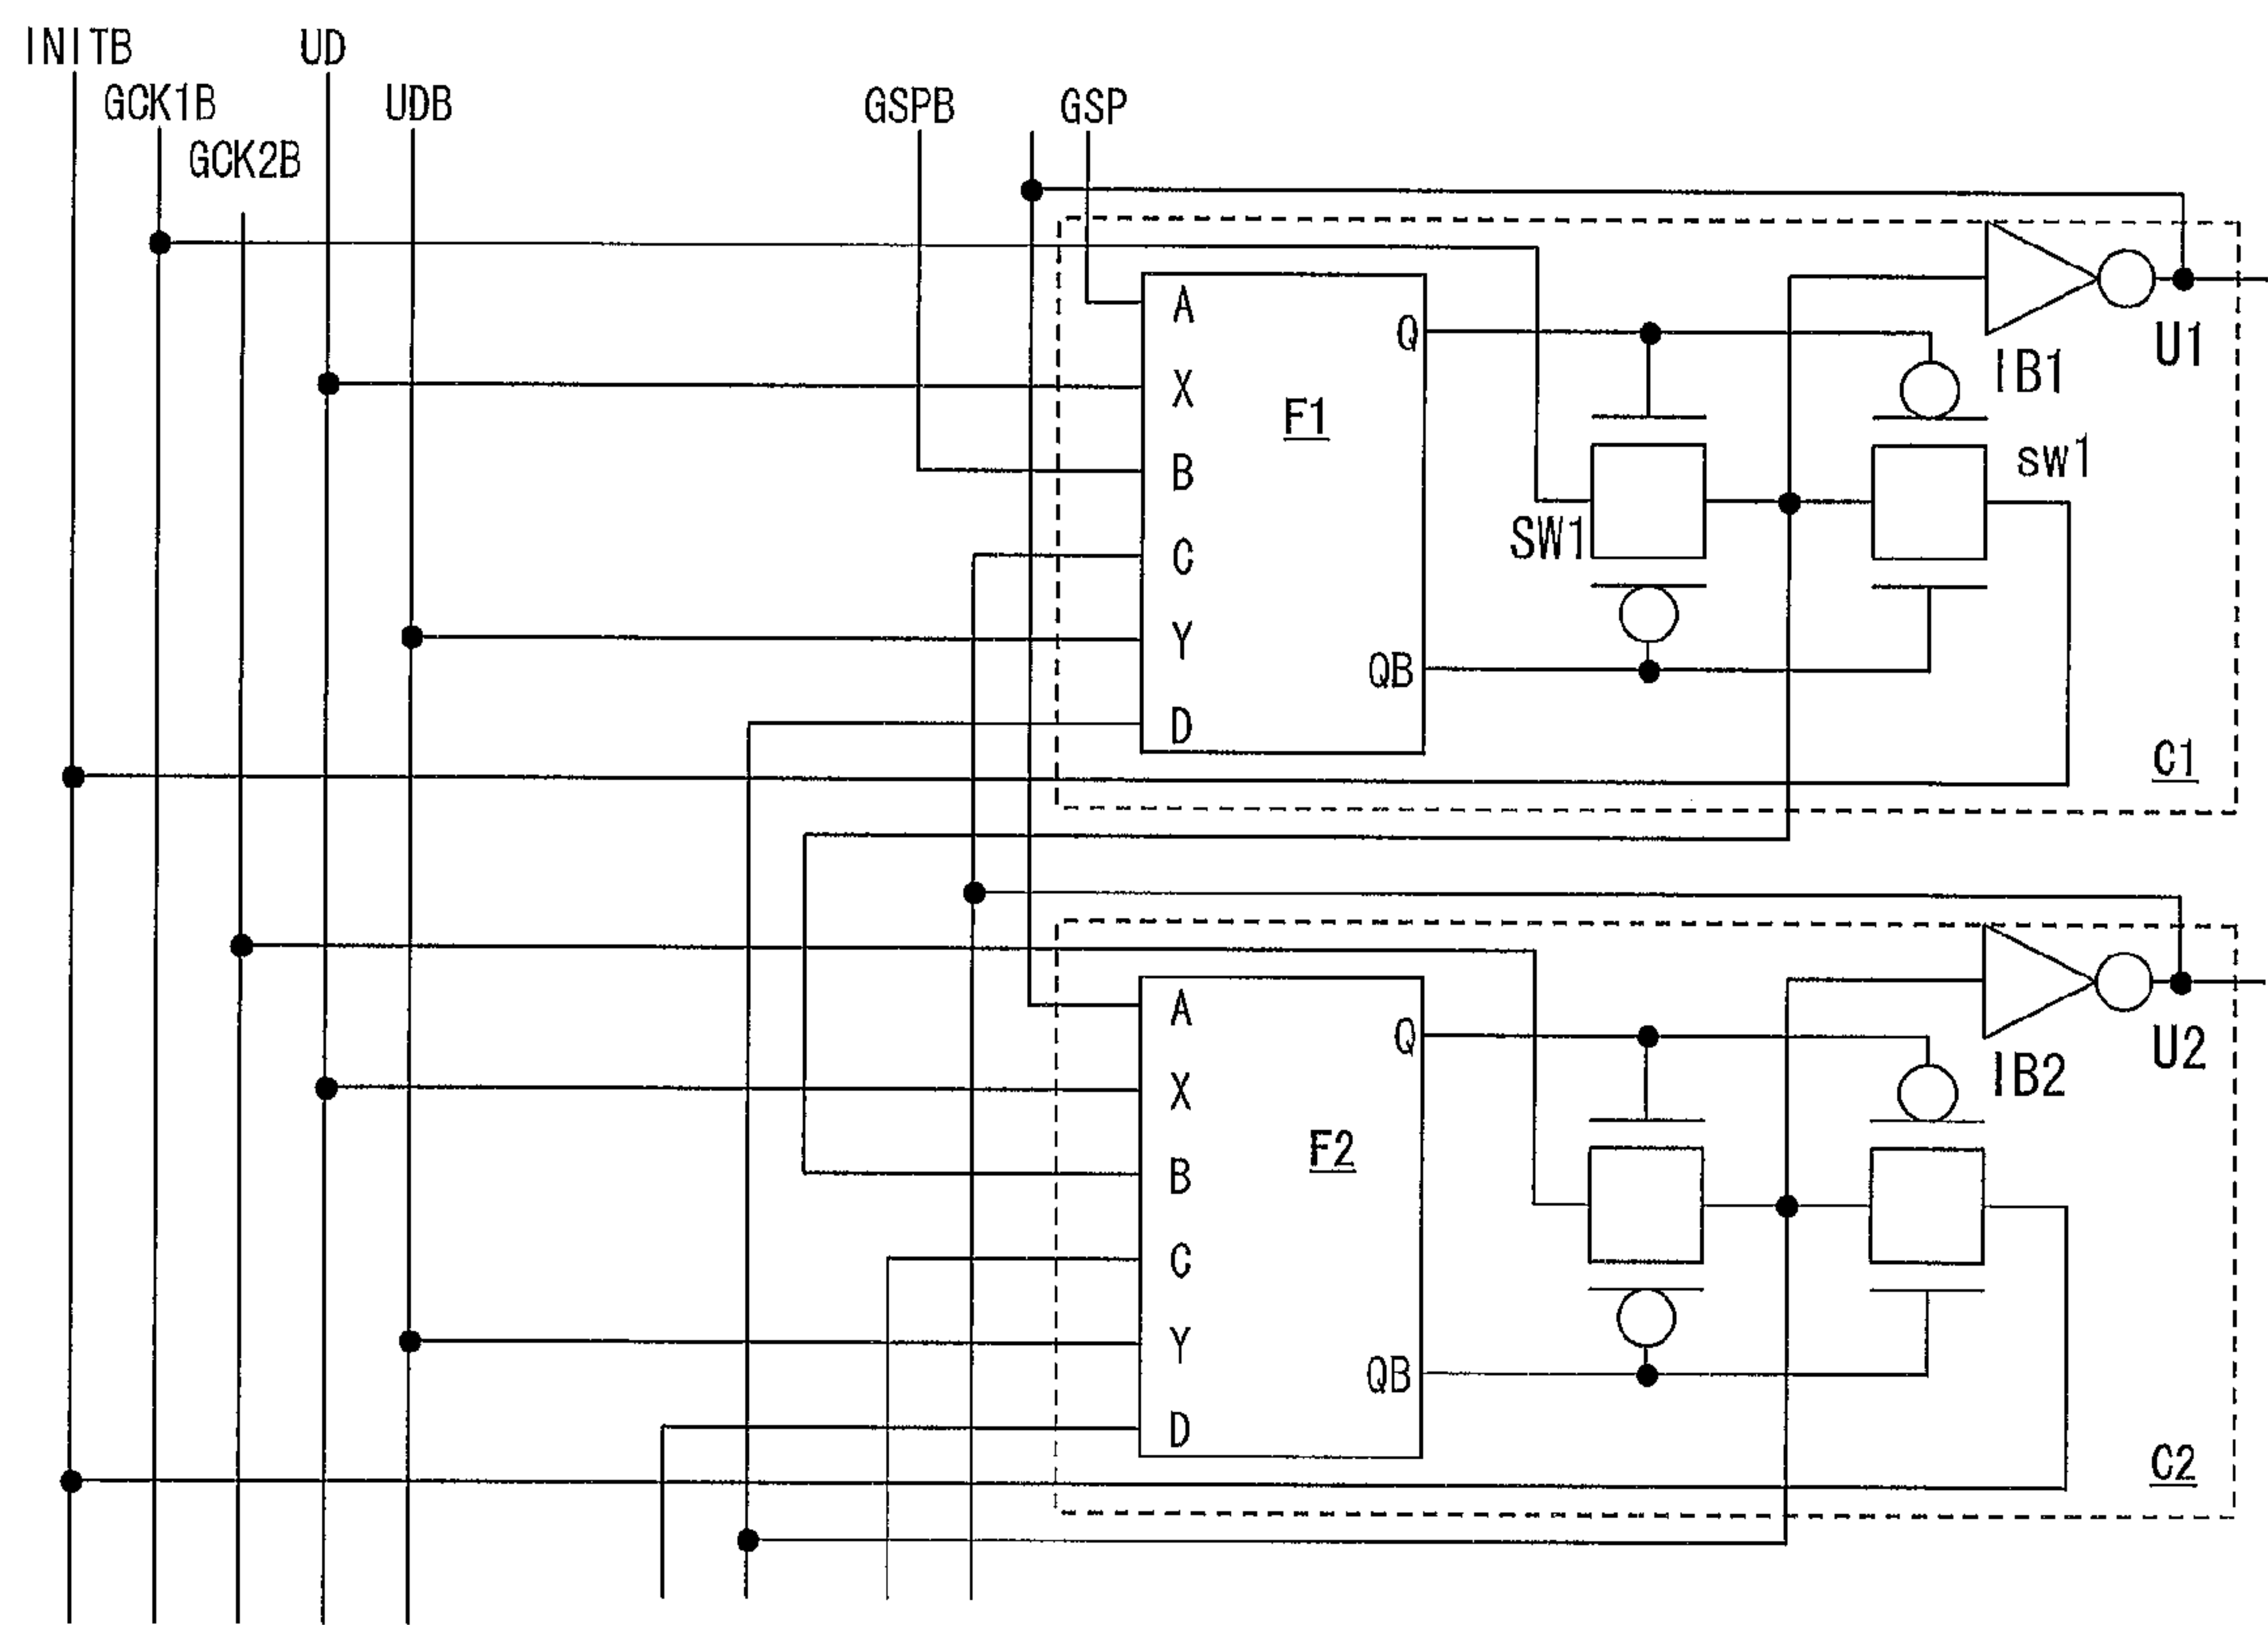 INITB
UD
GCK1B
UDB
GSPB
GSP
GCK2B
A
Q
U1
IB1
X
F1
B
sw1
SW1
C
Y
QB
D
C1
A
Q
U2
IB2
X
F2
B
C
Y
QB
D
C2